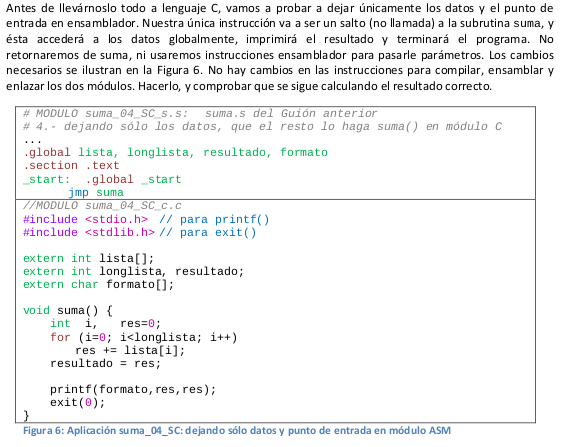 Antes de llevárnoslo todo a lenguaje C, vamos a probar a dejar únicamente los datos y el punto de
entrada en ensamblador. Nuestra única instrucción va a ser un salto (no llamada) a la subrutina suma, y
ésta accederá a los datos globalmente, imprimirá el resultado y terminará el programa. No
retornaremos de suma, ni usaremos instrucciones ensamblador para pasarle parámetros. Los cambios
necesarios se ilustran en la Figura 6. No hay cambios en las instrucciones para compilar, ensamblar y
enlazar los dos módulos. Hacerlo, y comprobar que se sigue calculando el resultado correcto.
# MODULO suma_04_SC_s.s: suma.s del Guión anterior
# 4.- dejando sólo los datos, que el resto lo haga suma() en módulo C
...
.global lista, longlista, resultado, formato
.section .text
_start: .global _start
jmp suma
//MODULO suma_04_SC_c.c
#include <stdio.h> // para printf()
#include <stdlib.h> // para exit()
extern int lista[];
extern int longlista, resultado;
extern char formato[];
void suma() {
int i, res=0;
for (i=0; i<longlista; i++)
res += lista[i];
resultado = res;
printf(formato,res,res);
exit(0);
}
Figura 6: Aplicación suma_04_SC: dejando sólo datos y punto de entrada en módulo ASM